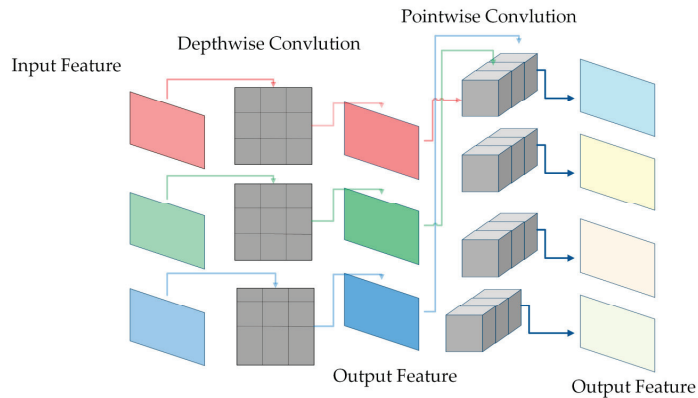 Pointwise Convlution
Depthwise Convlution
Input Feature
Output Feature
Output Feature